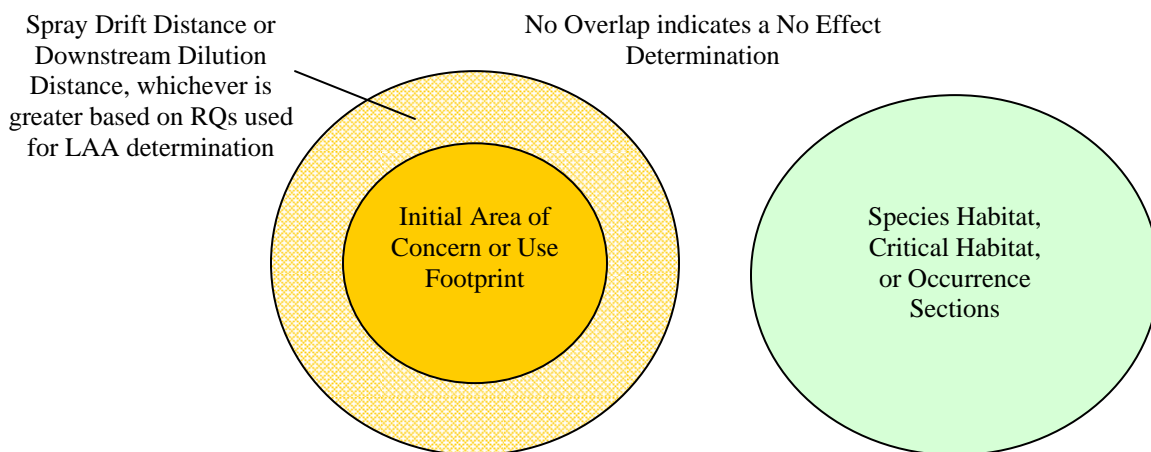 Spray Drift Distance or
Downstream Dilution
Distance, whichever is
greater based on RQs used
for LAA determination
No Overlap indicates a No Effect
Determination
Initial Area of
Concern or Use
Footprint
Species Habitat,
Critical Habitat,
or Occurrence
Sections